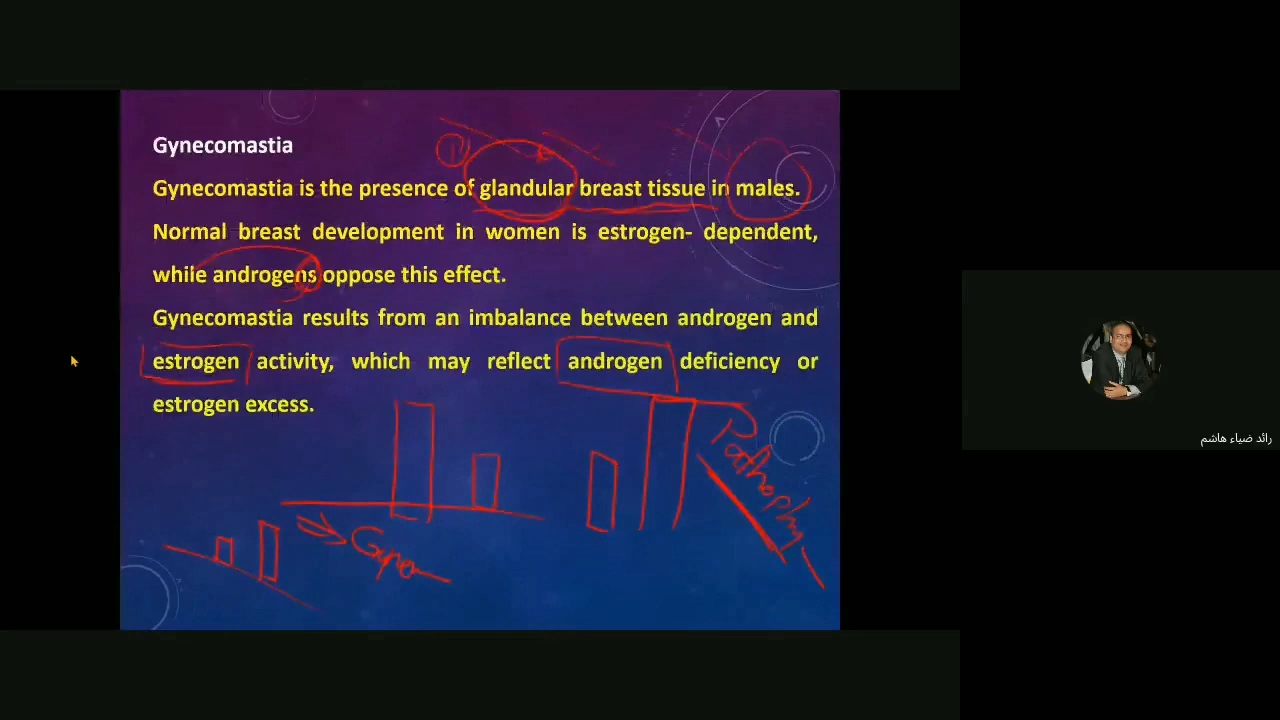 Gynecomastia
Gynecomastia is the presence of glandular breast tissue in males.
Normal breast development in women is estrogen- dependent,
while androgens oppose this effect.
Gynecomastia results from an imbalance between androgen and
estrogen activity, which may reflect androgen deficiency or
estrogen excess.
1
رائد ضياء هاشم